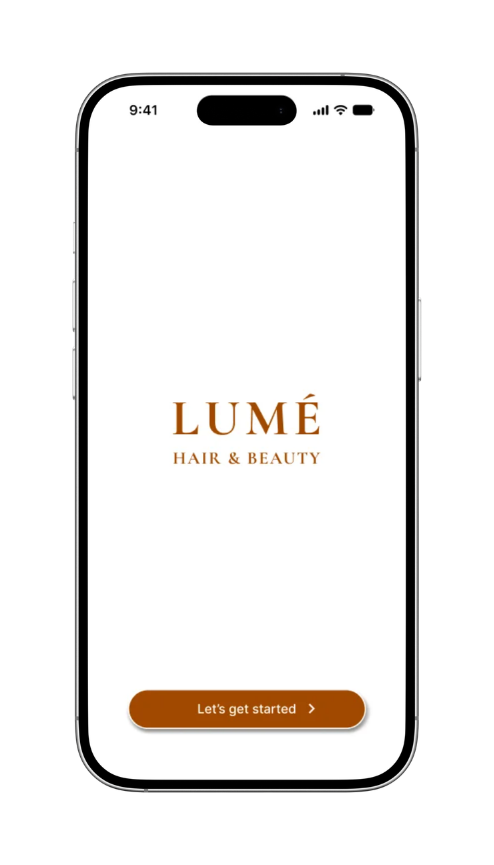 9:41
LUMÉ
HAIR & BEAUTY
Let's get started